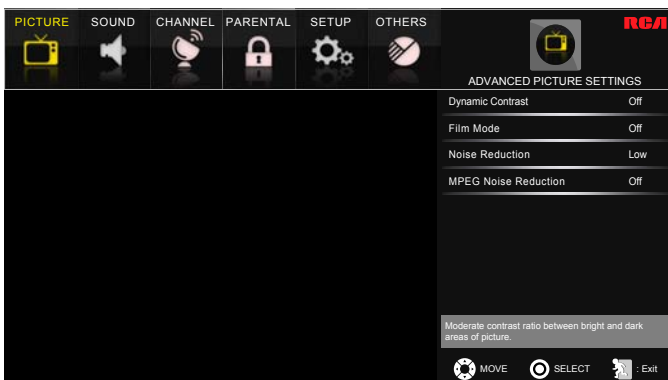 PICTURE SOUND CHANNEL PARENTAL SETUP OTHERS
RCA
ADVANCED PICTURE SETTINGS
Dynamic Contrast Off
Film Mode Off
Noise Reduction Low
MPEG Noise Reduction Off
Moderate contrast ratio between bright and dark
areas of picture.
MOVE SELECT : Exit